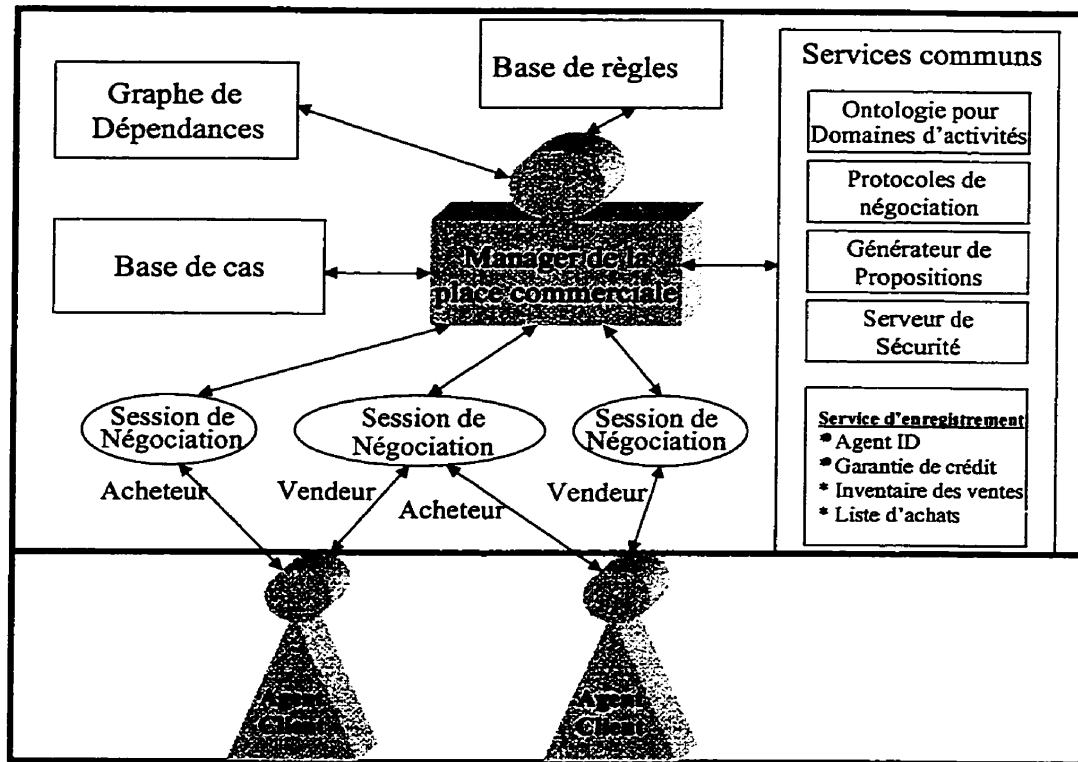 Base de règles
Graphe de
Dépendances
Base de cas
Manager de la
place commerciale
Services communs
Ontologie pour
Domaines d'activités
Protocoles de
négociation
Générateur de
Propositions
Serveur de
Sécurité
Service d'enregistrement
* Agent ID
* Garantie de crédit
* Inventaire des ventes
* Liste d'achats
Session de
Négociation
Session de
Négociation
Session de
Négociation
Acheteur
Vendeur
Acheteur
Vendeur
Agent
Client
Agent
Client